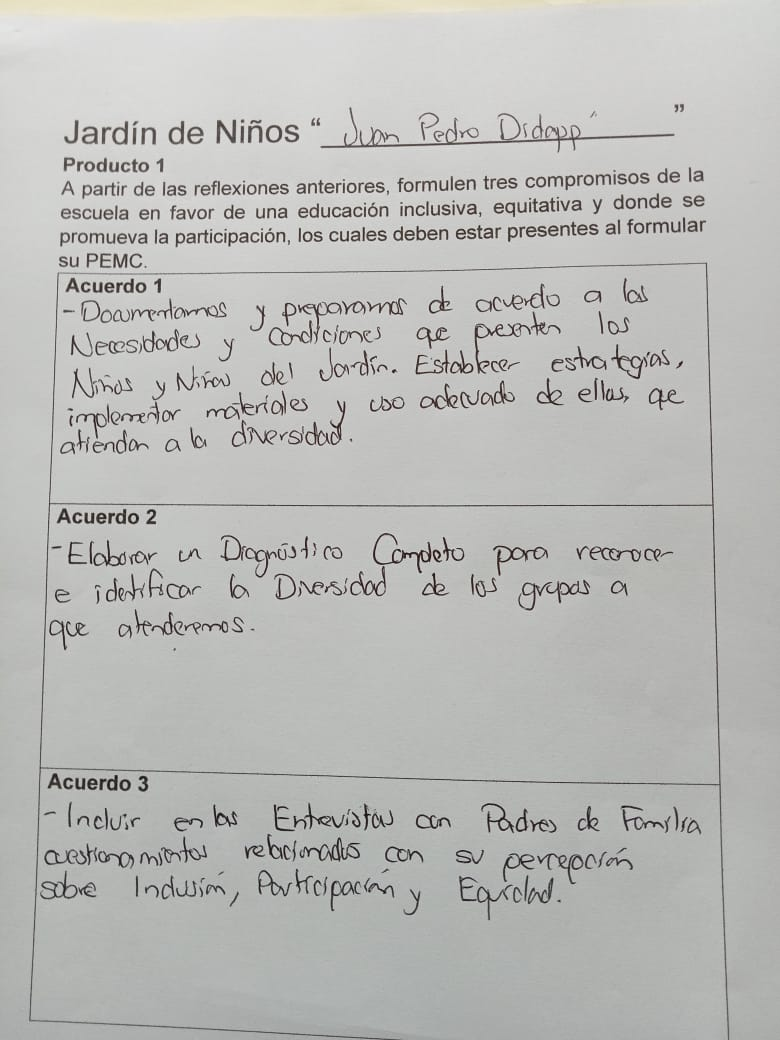 Jardín de Niños “ Juan Pedro Didapp ”
Producto 1
A partir de las reflexiones anteriores, formulen tres compromisos de la
escuela en favor de una educación inclusiva, equitativa y donde se
promueva la participación, los cuales deben estar presentes al formular
su PEMC.
Acuerdo 1
- Documentarnos y prepararnos de acuerdo a las
Necesidades y condiciones que presenten los
Niñas y Niños del Jardín. Establecer estrategias,
implementar materiales y uso adecuado de ellas, que
atiendan a la diversidad.
Acuerdo 2
- Elaborar un Diagnóstico Completo para reconocer
e identificar la Diversidad de los grupos a
que atenderemos.
Acuerdo 3
- Incluir en las Entrevistas con Padres de Familia
cuestionamientos relacionados con su percepción
sobre Inclusión, Participación y Equidad.